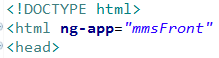 <!DOCTYPE html>
<html ng-app="mmsFront">
<head>